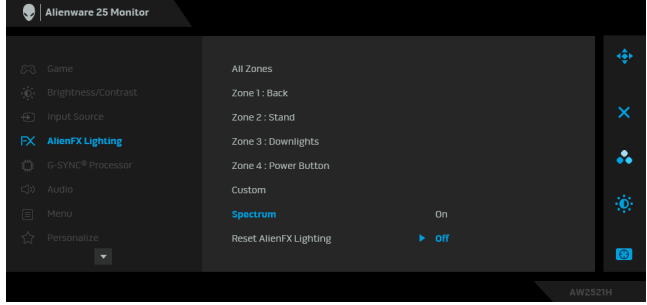 Alienware 25 Monitor
Game
Brightness/Contrast
Input Source
AlienFX Lighting
G-SYNC® Processor
Audio
Menu
Personalize
All Zones
Zone 1 : Back
Zone 2 : Stand
Zone 3 : Downlights
Zone 4 : Power Button
Custom
Spectrum On
Reset AlienFX Lighting Off
AW2521H